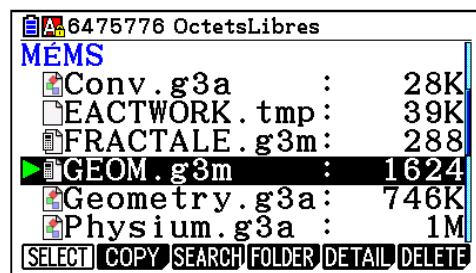 6475776 OctetsLibres
MÉMS
Conv.g3a : 28K
EACTWORK.tmp: 39K
FRACTALE.g3m: 288
GEOM.g3m : 1624
Geometry.g3a: 746K
Physium.g3a : 1M
SELECT COPY SEARCH FOLDER DETAIL DELETE